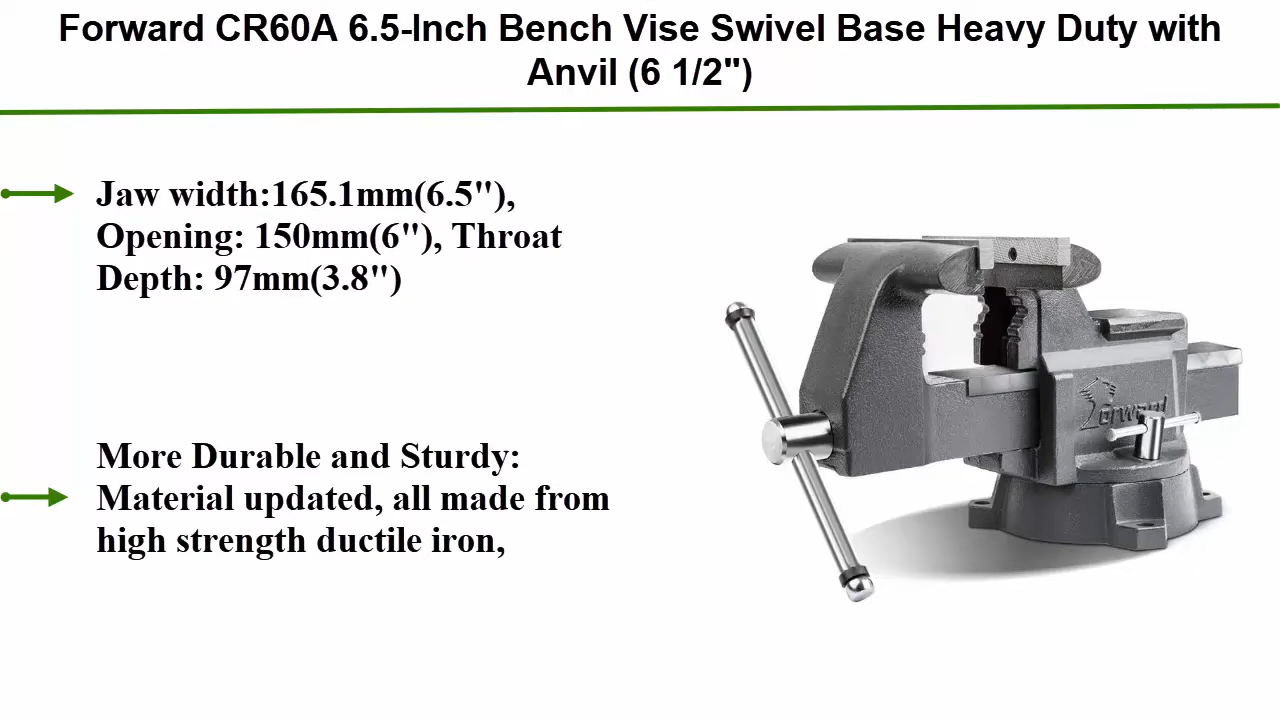 Forward CR60A 6.5-Inch Bench Vise Swivel Base Heavy Duty with
Anvil (6 1/2")
Jaw width:165.1mm(6.5"),
Opening: 150mm(6"), Throat
Depth: 97mm(3.8")
Forward
More Durable and Sturdy:
Material updated, all made from
high strength ductile iron,